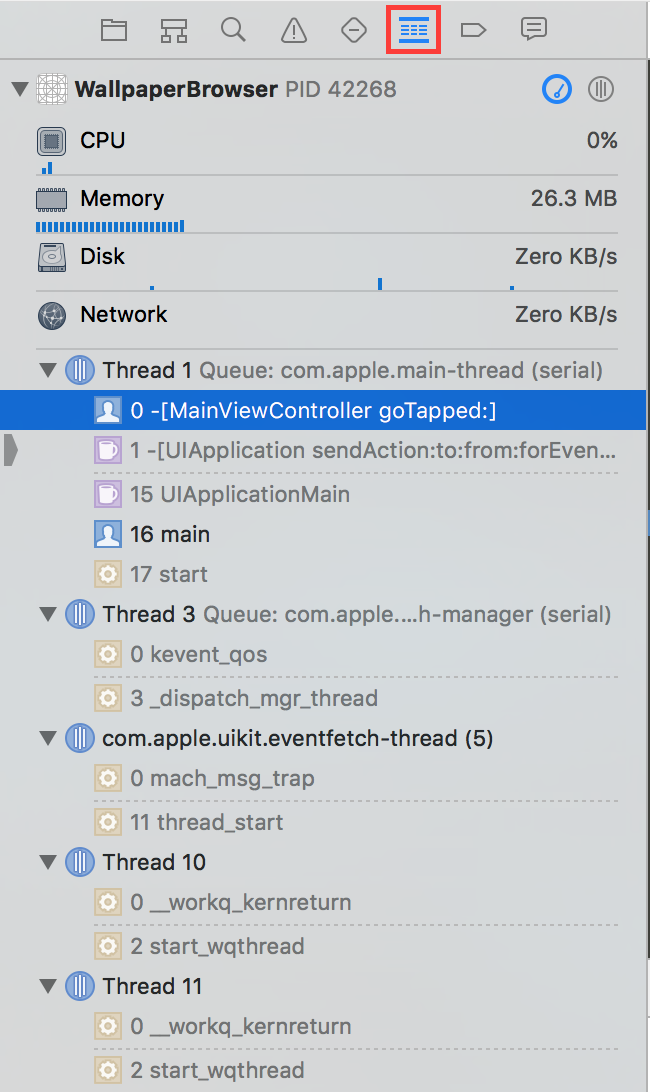 WallpaperBrowser PID 42268
CPU 0%
Memory 26.3 MB
Disk Zero KB/s
Network Zero KB/s
Thread 1 Queue: com.apple.main-thread (serial)
0 -[MainViewController goTapped:]
1 -[UIApplication sendAction:to:from:forEven...
15 UIApplicationMain
16 main
17 start
Thread 3 Queue: com.apple.…h-manager (serial)
0 kevent_qos
3 _dispatch_mgr_thread
com.apple.uikit.eventfetch-thread (5)
0 mach_msg_trap
11 thread_start
Thread 10
0 __workq_kernreturn
2 start_wqthread
Thread 11
0 __workq_kernreturn
2 start_wqthread